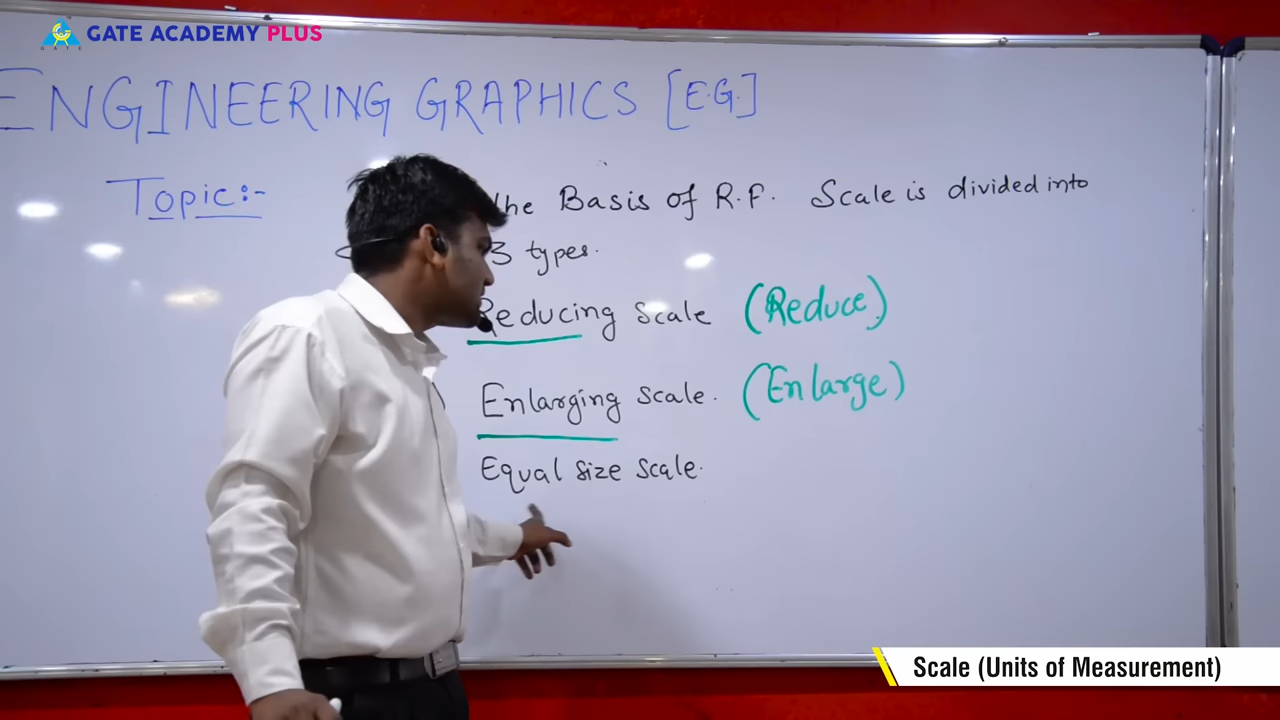 GATE ACADEMY PLUS
GATE
ENGINEERING GRAPHICS [E.G.]
Topic:-
the Basis of R.F. Scale is divided into
3 types.
Reducing scale (Reduce)
Enlarging scale. (Enlarge)
Equal size scale.
Scale (Units of Measurement)